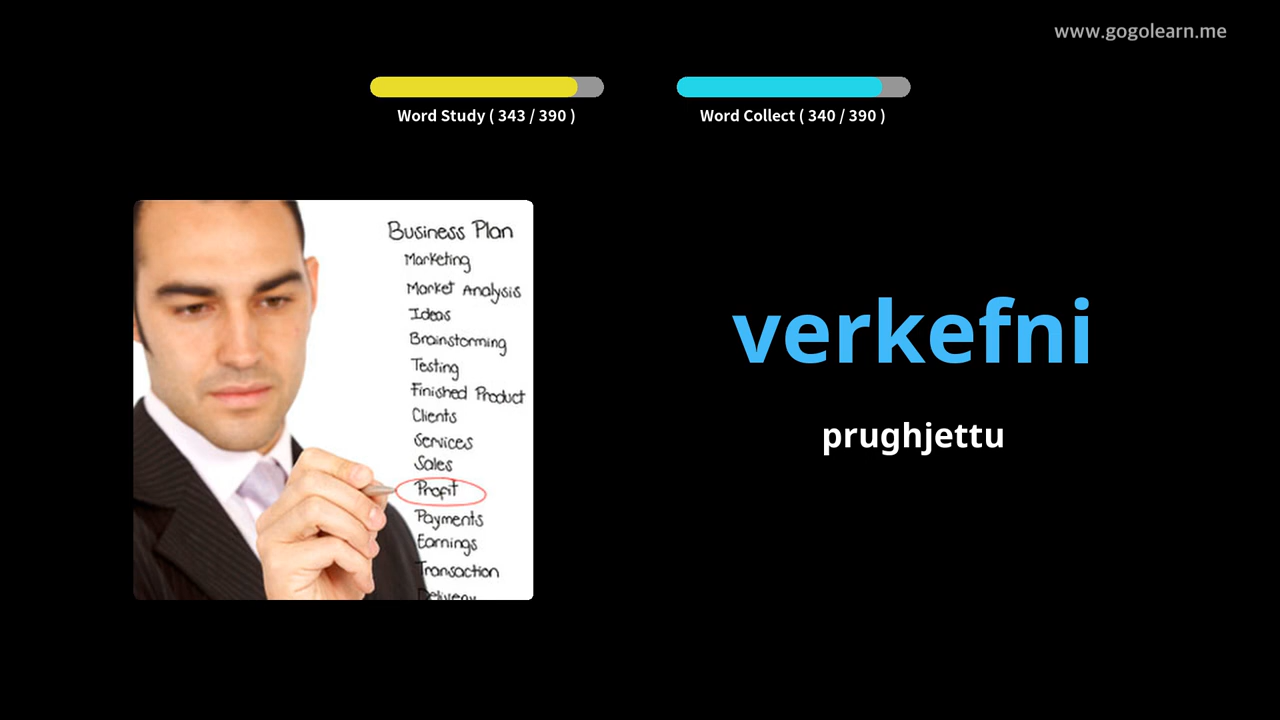 www.gogolearn.me
Word Study ( 343 / 390 )
Word Collect ( 340 / 390 )
Business Plan
Marketing
Market Analysis
Ideas
Brainstorming
Testing
Finished Product
Clients
Services
Sales
Profit
Payments
Earnings
Transaction
Delivery
verkefni
prughjettu